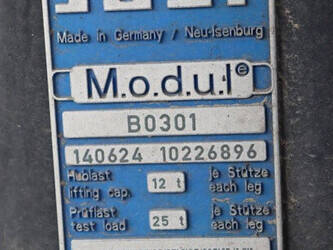 Made in Germany / Neu-Isenburg
M.o.d.u.l e
B0301
140624 10226896
Hublast je Stütze
lifting cap. 12 t each leg
Prüflast je Stütze
test load 25 t each leg